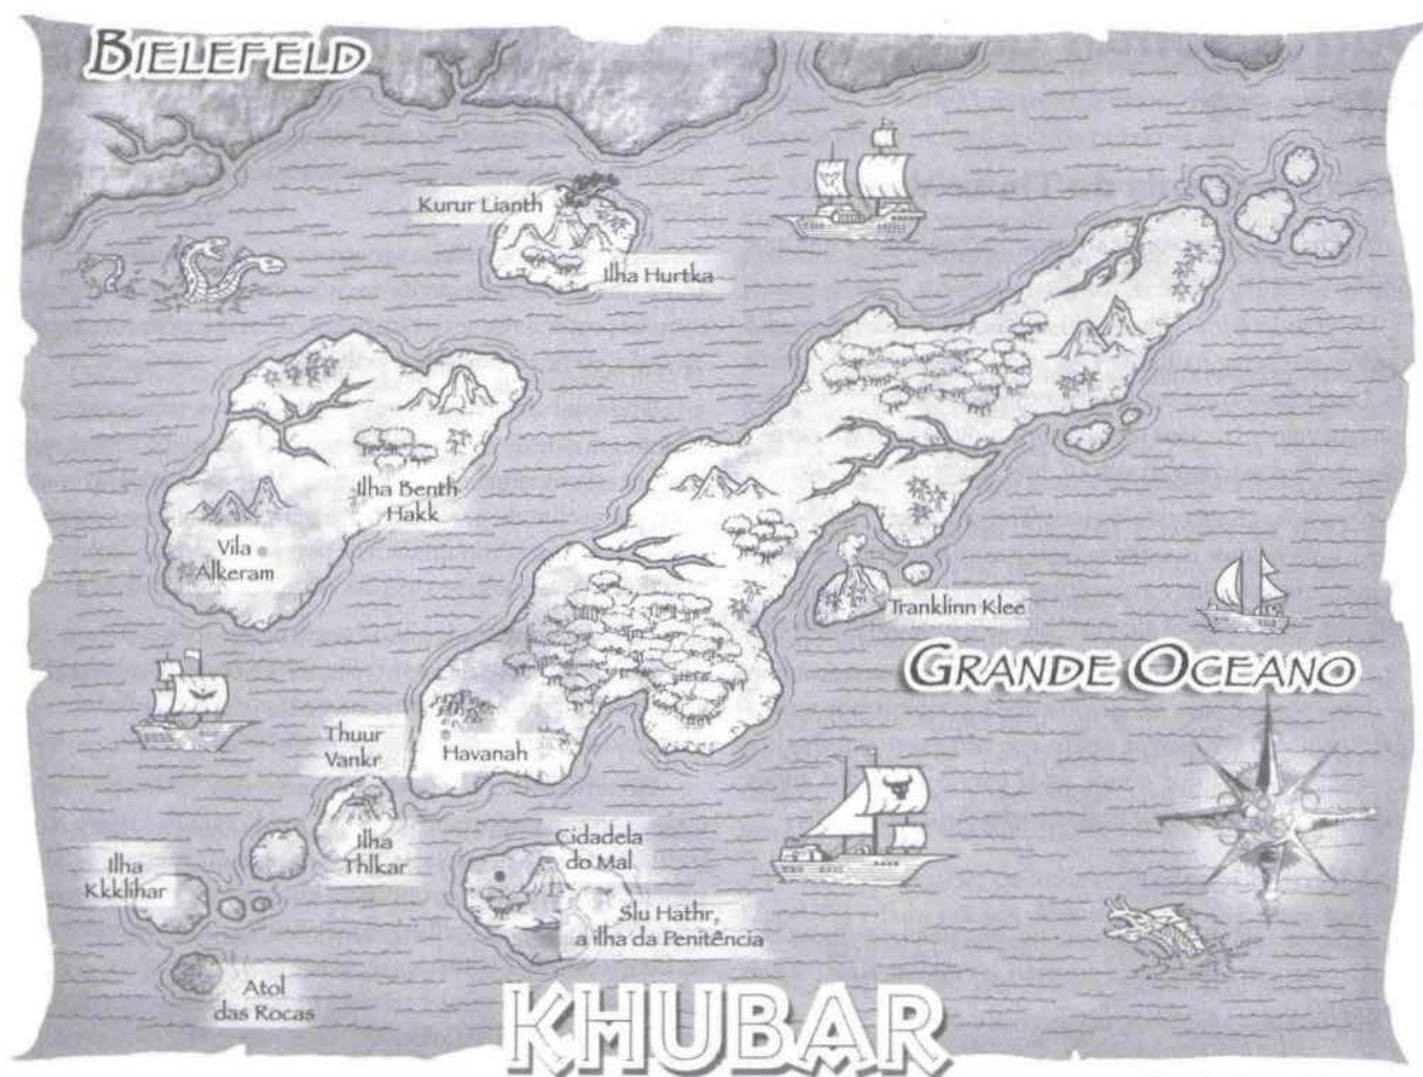 BIELEFELD
Kurur Lianth
Ilha Hurtka
Ilha Benth
Hakk
Vila
Alkeram
Tranklinn Klee
GRANDE OCEANO
Thuur
Vankr
Havanah
Ilha
Thlkar
Cidadela
do Mal
Ilha
Kkklihar
Slu Hathr,
a ilha da Penitência
Atol
das Rocas
KHUBAR